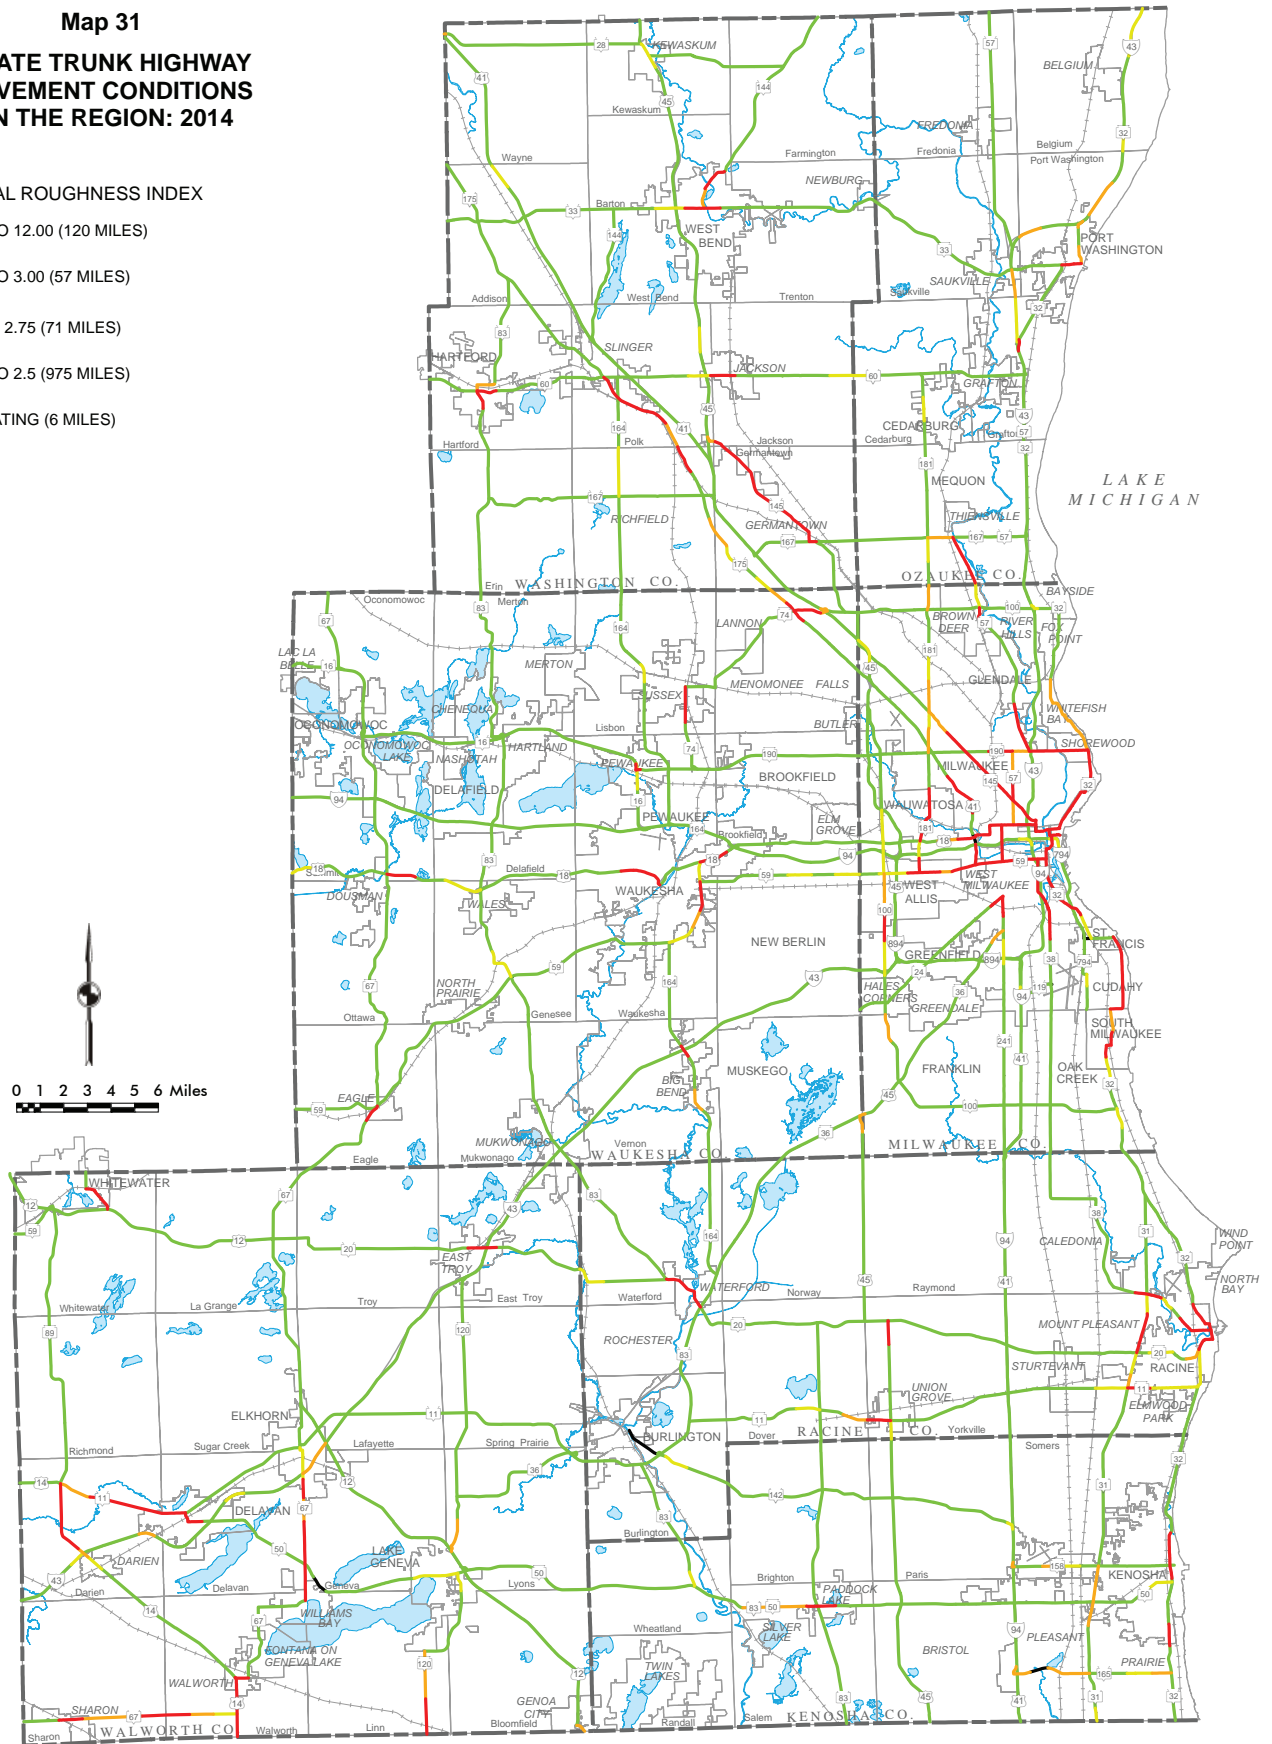 Map 31
ATE TRUNK HIGHWAY
VEMENT CONDITIONS
N THE REGION: 2014
AL ROUGHNESS INDEX
O 12.00 (120 MILES)
O 3.00 (57 MILES)
2.75 (71 MILES)
O 2.5 (975 MILES)
ATING (6 MILES)
KEWASKUM
Kewaskum
BELGIUM
FREDONIA
Wayne
Farmington
Fredonia
Belgium
Port Washington
NEWBURG
Barton
WEST
BEND
PORT
WASHINGTON
SAUKVILLE
Saukville
Addison
West Bend
Trenton
HARTFORD
SLINGER
JACKSON
GRAFTON
CEDARBURG
Cedarburg
Grafton
Hartford
Polk
Jackson
Germantown
MEQUON
LAKE
MICHIGAN
RICHFIELD
GERMANTOWN
THIENSVILLE
Erin
WASHINGTON CO.
OZAUKEE CO.
Oconomowoc
Merton
BAYSIDE
LANNON
BROWN
DEER
RIVER
HILLS
FOX
POINT
LAC LA
BELLE
MERTON
MENOMONEE FALLS
GLENDALE
CHENEQUA
SUSSEX
BUTLER
WHITEFISH
BAY
OCONOMOWOC
OCONOMOWOC
LAKE
Lisbon
HARTLAND
NASHOTAH
SHOREWOOD
PEWAUKEE
BROOKFIELD
MILWAUKEE
DELAFIELD
PEWAUKEE
ELM
GROVE
WAUWATOSA
Brookfield
Summit
Delafield
DOUSMAN
WALES
WAUKESHA
WEST
ALLIS
WEST
MILWAUKEE
NEW BERLIN
ST.
FRANCIS
GREENFIELD
NORTH
PRAIRIE
HALES
CORNERS
GREENDALE
CUDAHY
Ottawa
Genesee
Waukesha
SOUTH
MILWAUKEE
MUSKEGO
FRANKLIN
OAK
CREEK
BIG
BEND
0 1 2 3 4 5 6 Miles
EAGLE
MUKWONAGO
Vernon
WAUKESHA CO.
MILWAUKEE CO.
Eagle
Mukwonago
WHITEWATER
CALEDONIA
WIND
POINT
EAST
TROY
NORTH
BAY
WATERFORD
Whitewater
La Grange
Troy
East Troy
Waterford
Norway
Raymond
ROCHESTER
MOUNT PLEASANT
STURTEVANT
RACINE
UNION
GROVE
ELMWOOD
PARK
ELKHORN
BURLINGTON
Dover
RACINE CO.
Yorkville
Richmond
Sugar Creek
Lafayette
Spring Prairie
Somers
DELAVAN
Burlington
DARIEN
LAKE
GENEVA
Darien
Delavan
Geneva
Lyons
Brighton
Paris
KENOSHA
PADDOCK
LAKE
WILLIAMS
BAY
Wheatland
SILVER
LAKE
FONTANA ON
GENEVA LAKE
TWIN
LAKES
BRISTOL
PLEASANT
PRAIRIE
WALWORTH
SHARON
GENOA
CITY
Sharon
WALWORTH CO.
Walworth
Linn
Bloomfield
Randall
Salem
KENOSHA CO.